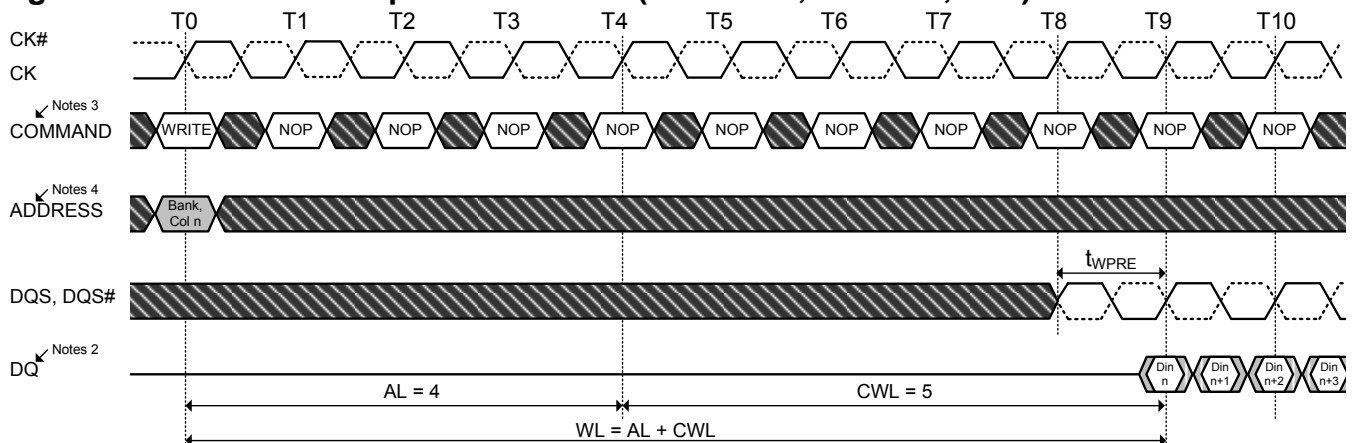 T0 T1 T2 T3 T4 T5 T6 T7 T8 T9 T10
CK#
CK
Notes 3
COMMAND WRITE NOP NOP NOP NOP NOP NOP NOP NOP NOP NOP
Notes 4
ADDRESS
Bank,
Col n
tWPRE
DQS, DQS#
Notes 2
DQ
Din
n
Din
n+1
Din
n+2
Din
n+3
AL = 4 CWL = 5
WL = AL + CWL